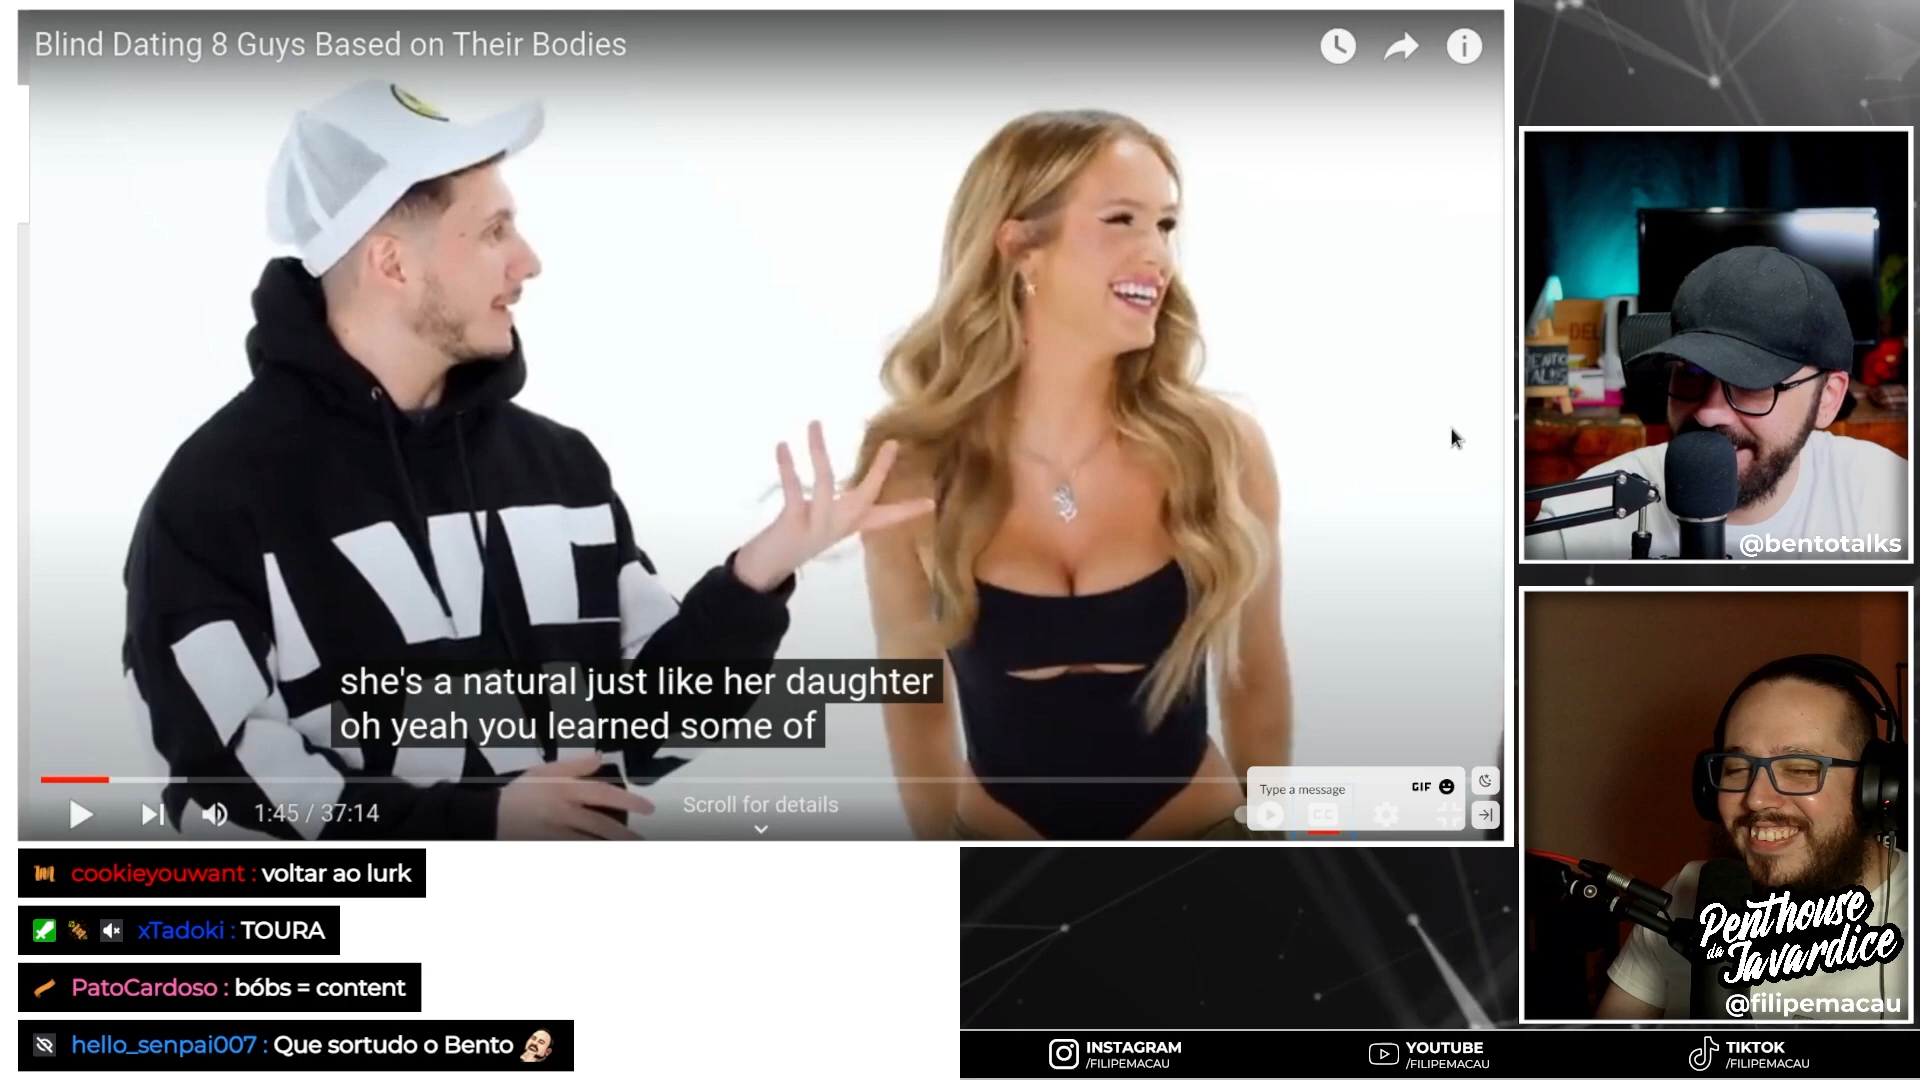 Blind Dating 8 Guys Based on Their Bodies
she's a natural just like her daughter
oh yeah you learned some of
1:45 / 37:14
Scroll for details
Type a message
GIF
CC
@bentotalks
Penthouse
da Javardice
@filipemacau
cookieyouwant : voltar ao lurk
xTadoki : TOURA
PatoCardoso : bóbs = content
hello_senpai007 : Que sortudo o Bento
INSTAGRAM
/FILIPEMACAU
YOUTUBE
/FILIPEMACAU
TIKTOK
/FILIPEMACAU